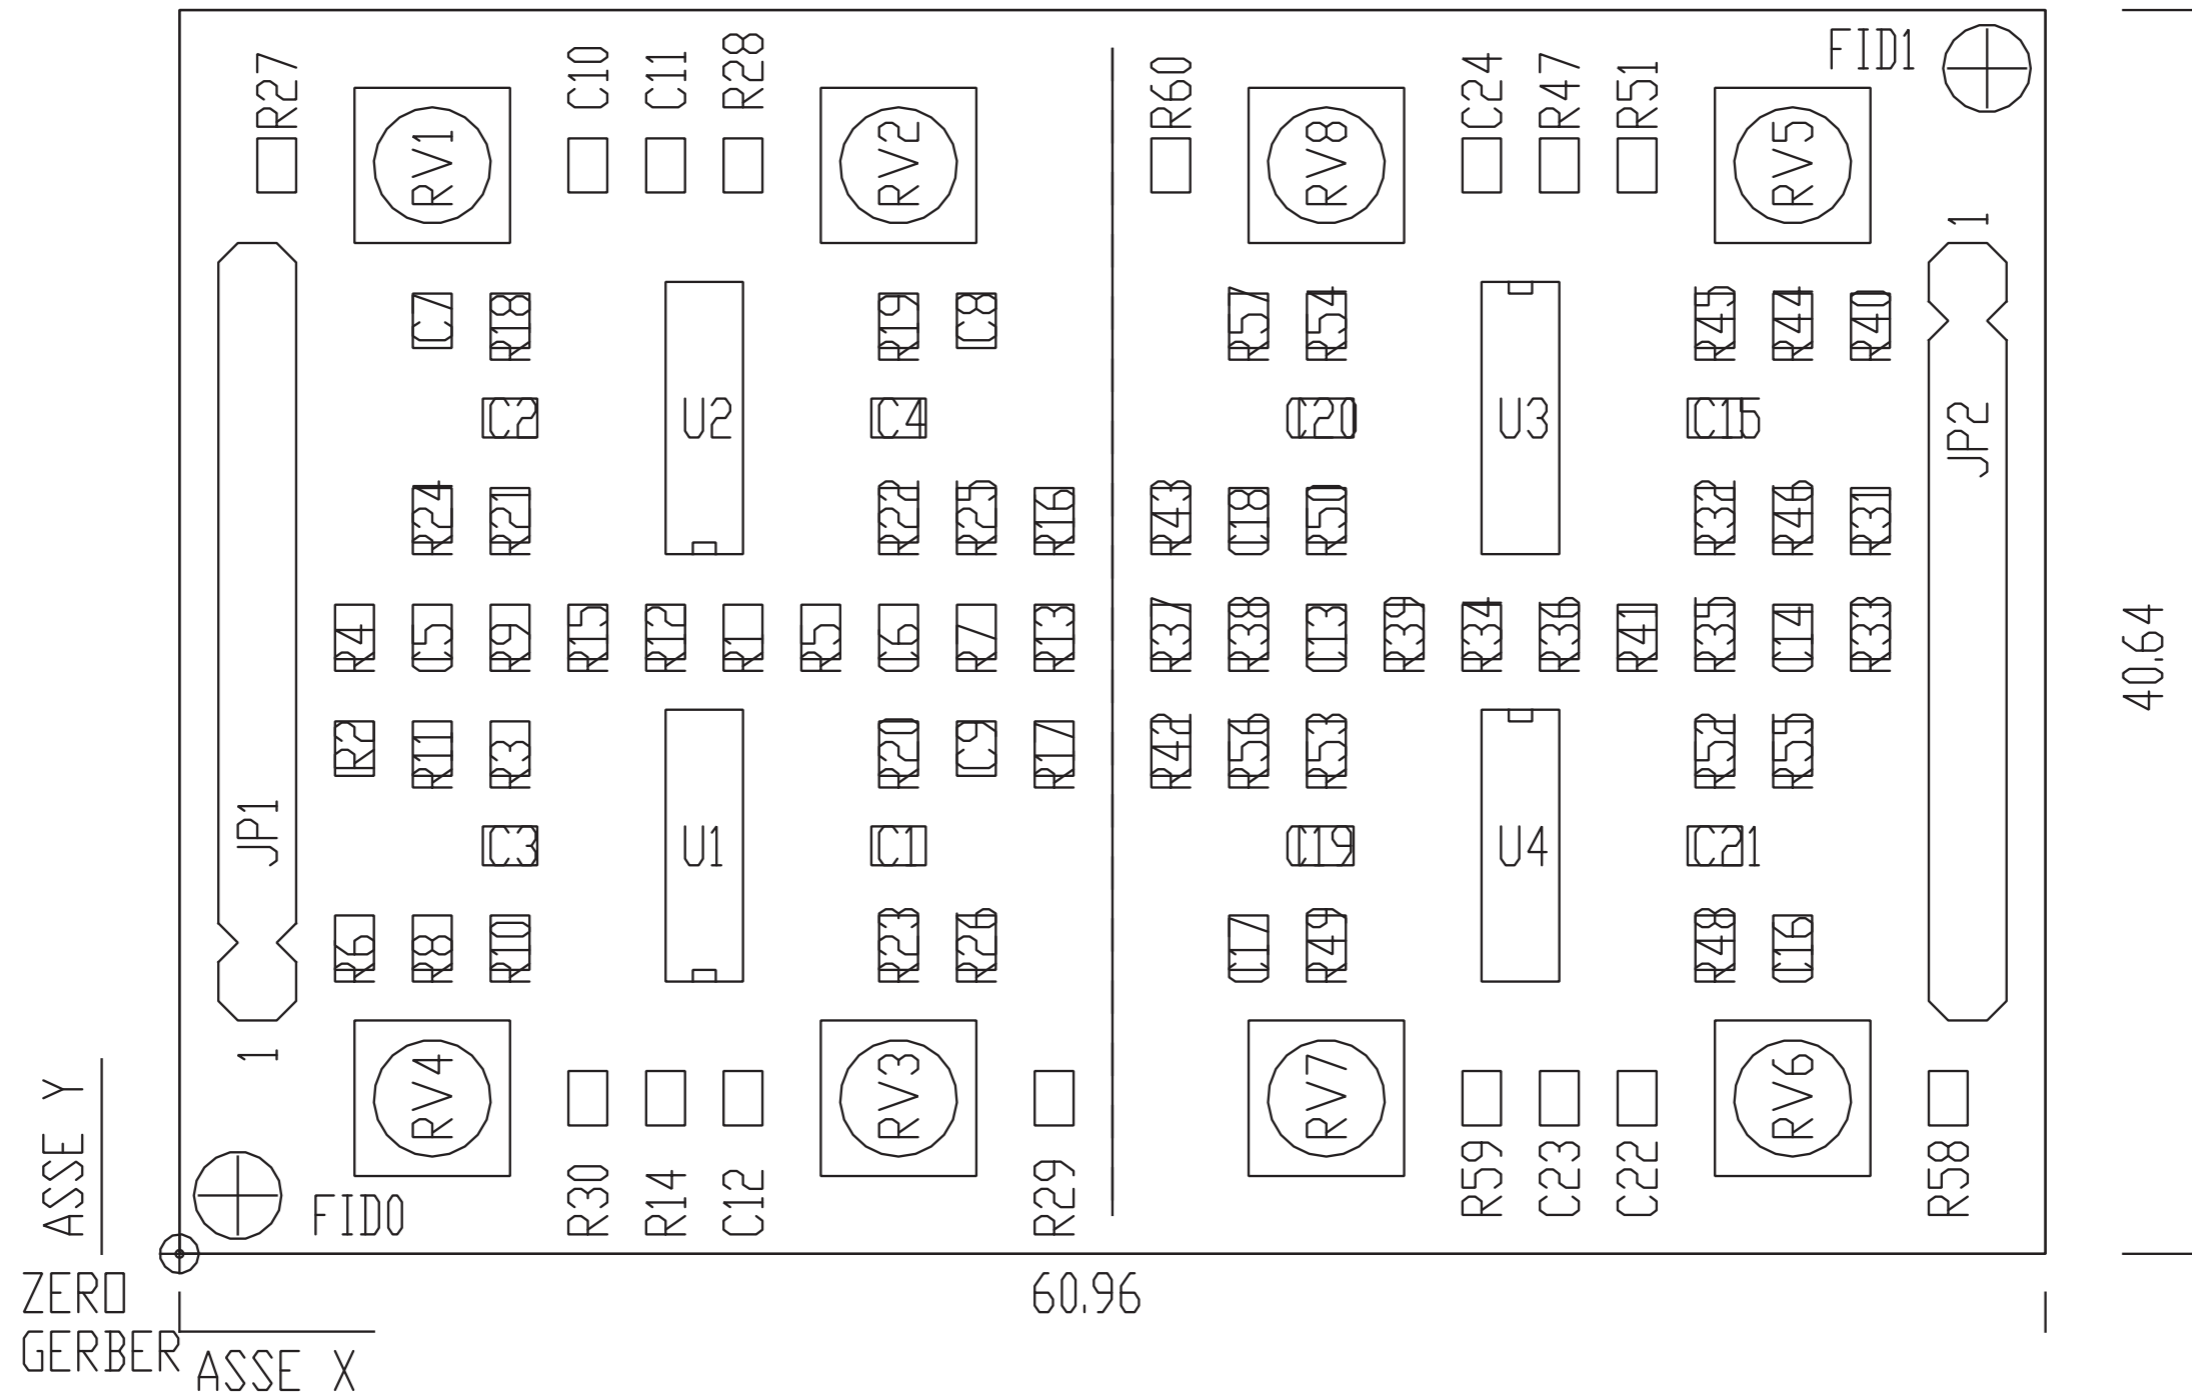 R27 C10 C11 R28 R60 C24 R47 R51 FID1
RV1 RV2 RV8 RV5
1
C7 R18 R19 C8 R57 R54 R45 R44 R40
C2 U2 C4 C20 U3 C15 JP2
R24 R21 R22 R25 R16 R43 C18 R50 R32 R46 R31
R4 C5 R9 R15 R12 R1 R5 C6 R7 R13 R37 R38 C13 R39 R34 R36 R41 R35 C14 R33
40.64
R2 R11 R3 R20 C9 R17 R42 R56 R53 R52 R55
JP1 C3 U1 C1 C19 U4 C21
R6 R8 R10 R23 R26 C17 R49 R48 C16
1
RV4 RV3 RV7 RV6
ASSE Y
FID0 R30 R14 C12 R29 R59 C23 C22 R58
ZERO
GERBER
60.96
ASSE X